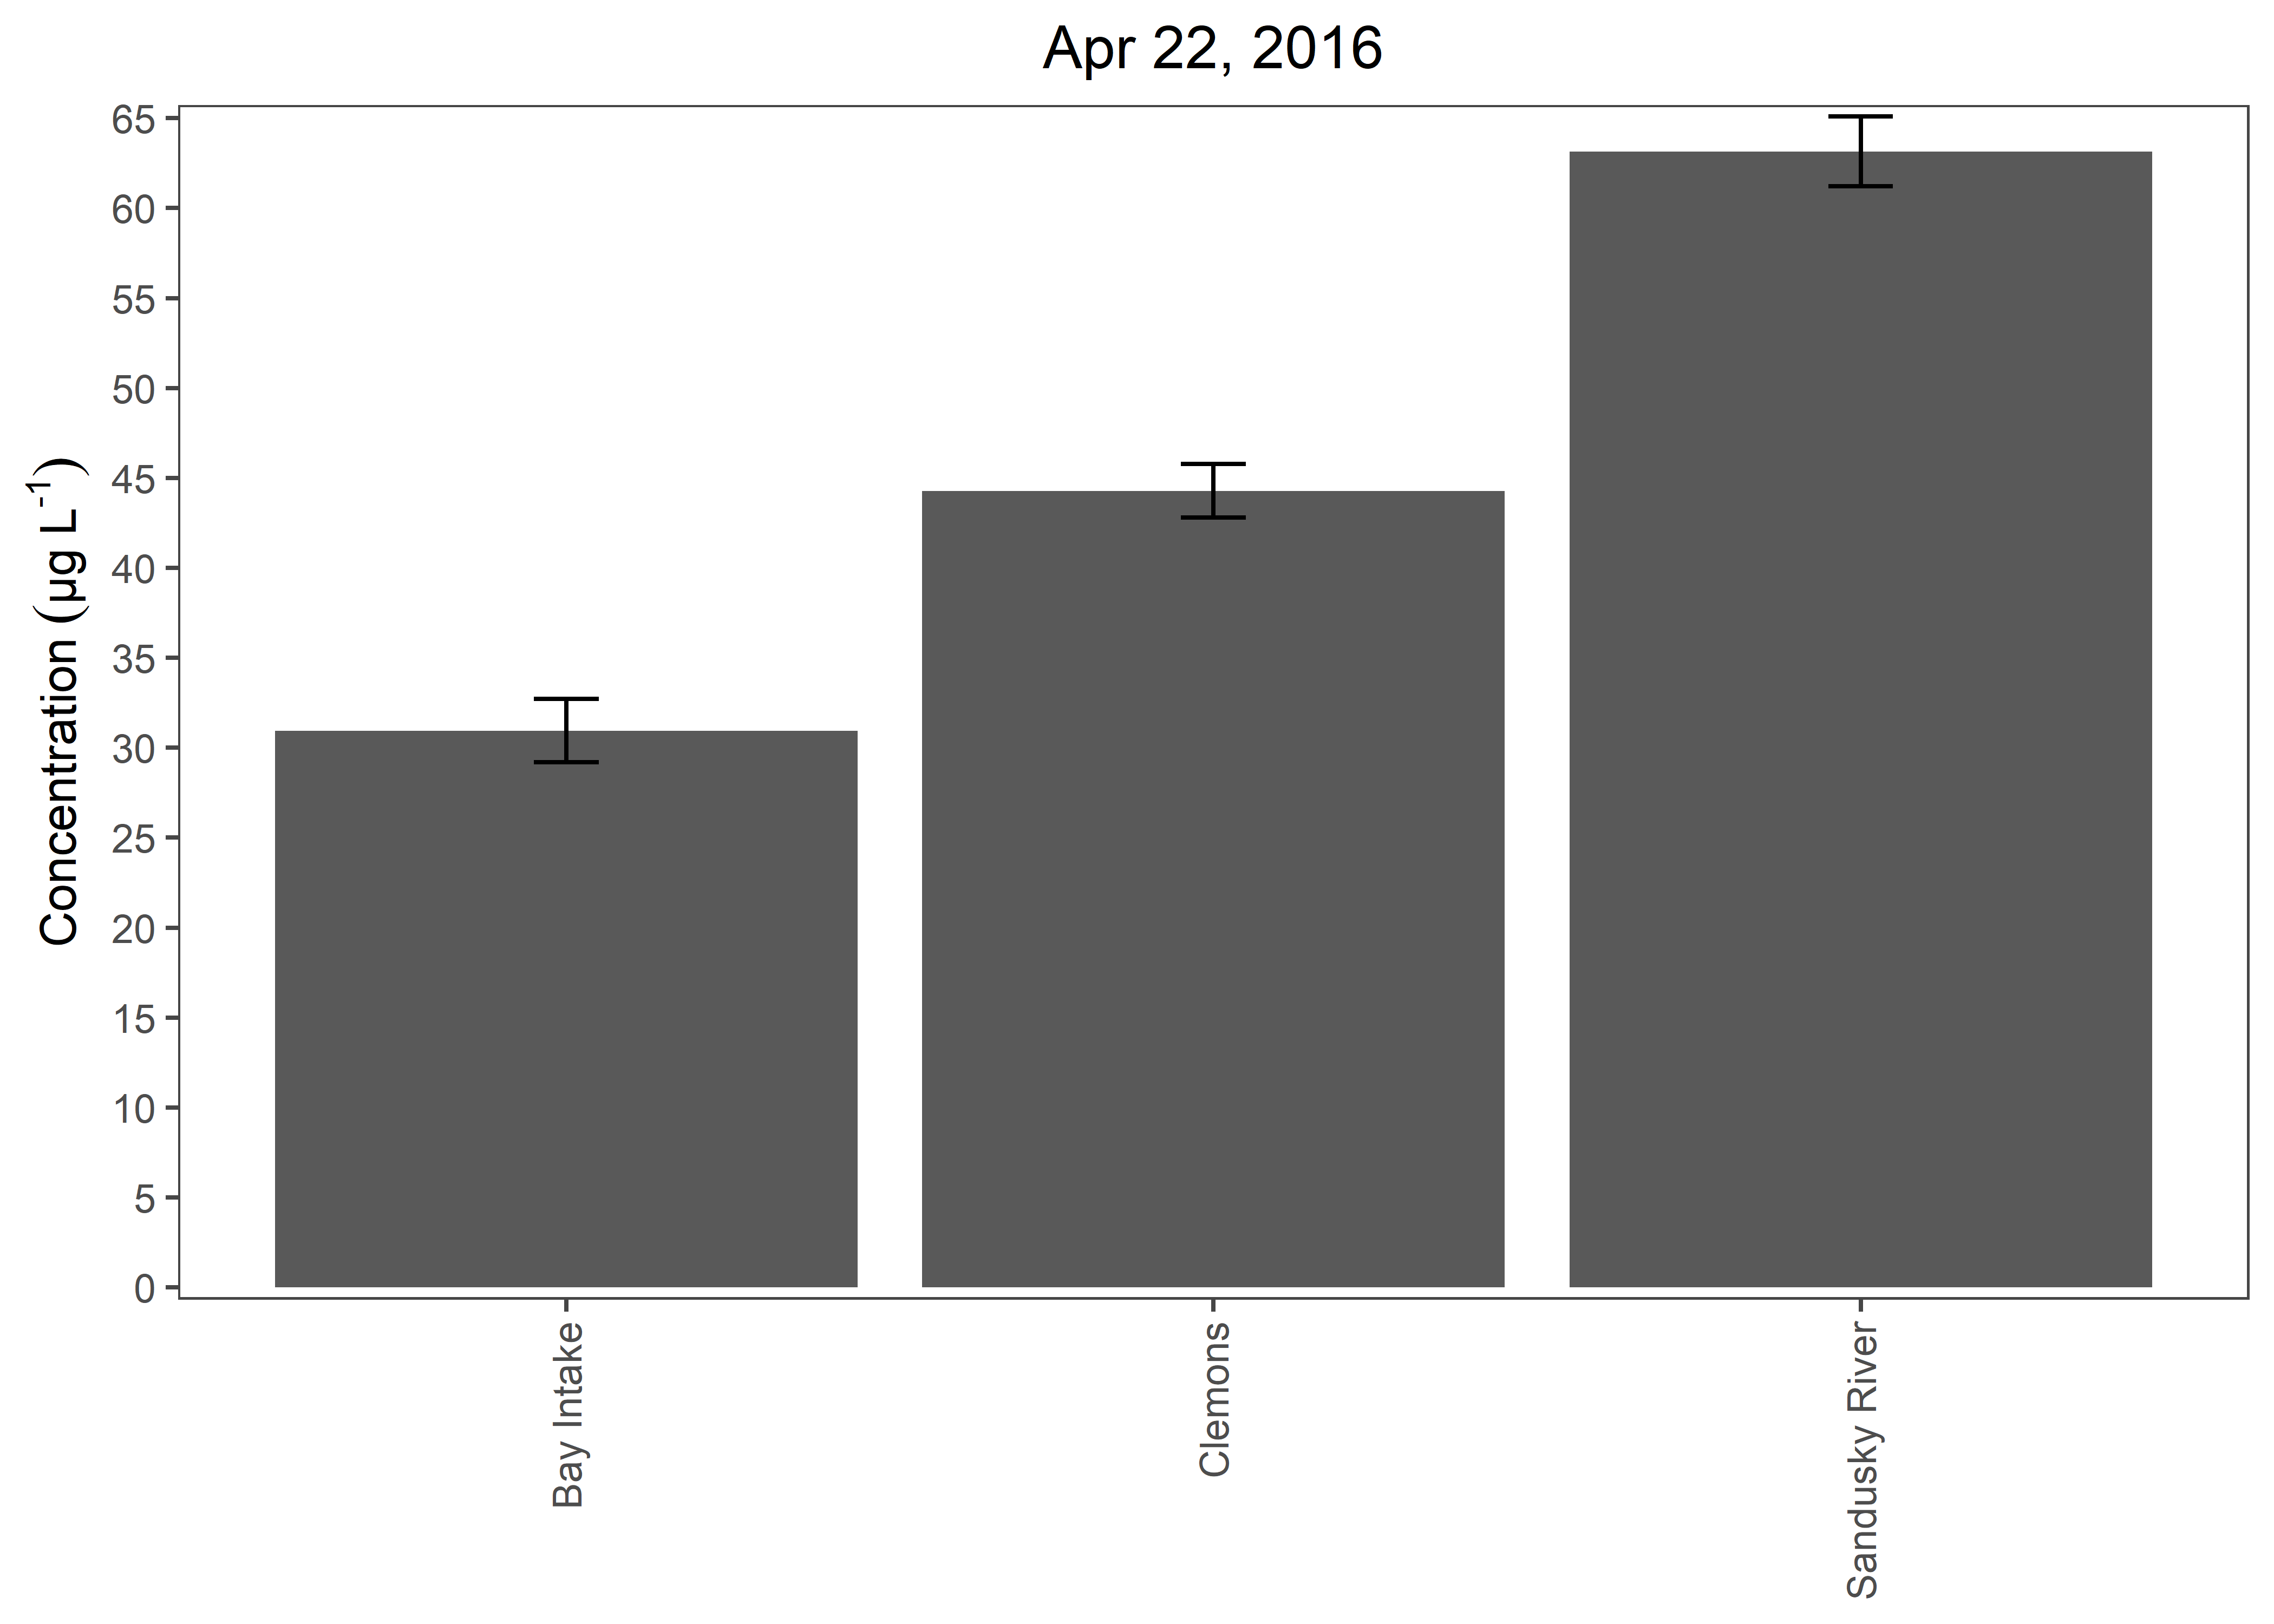 Apr 22, 2016
Concentration (µg L⁻¹)
65
60
55
50
45
40
35
30
25
20
15
10
5
0
Bay Intake
Clemons
Sandusky River